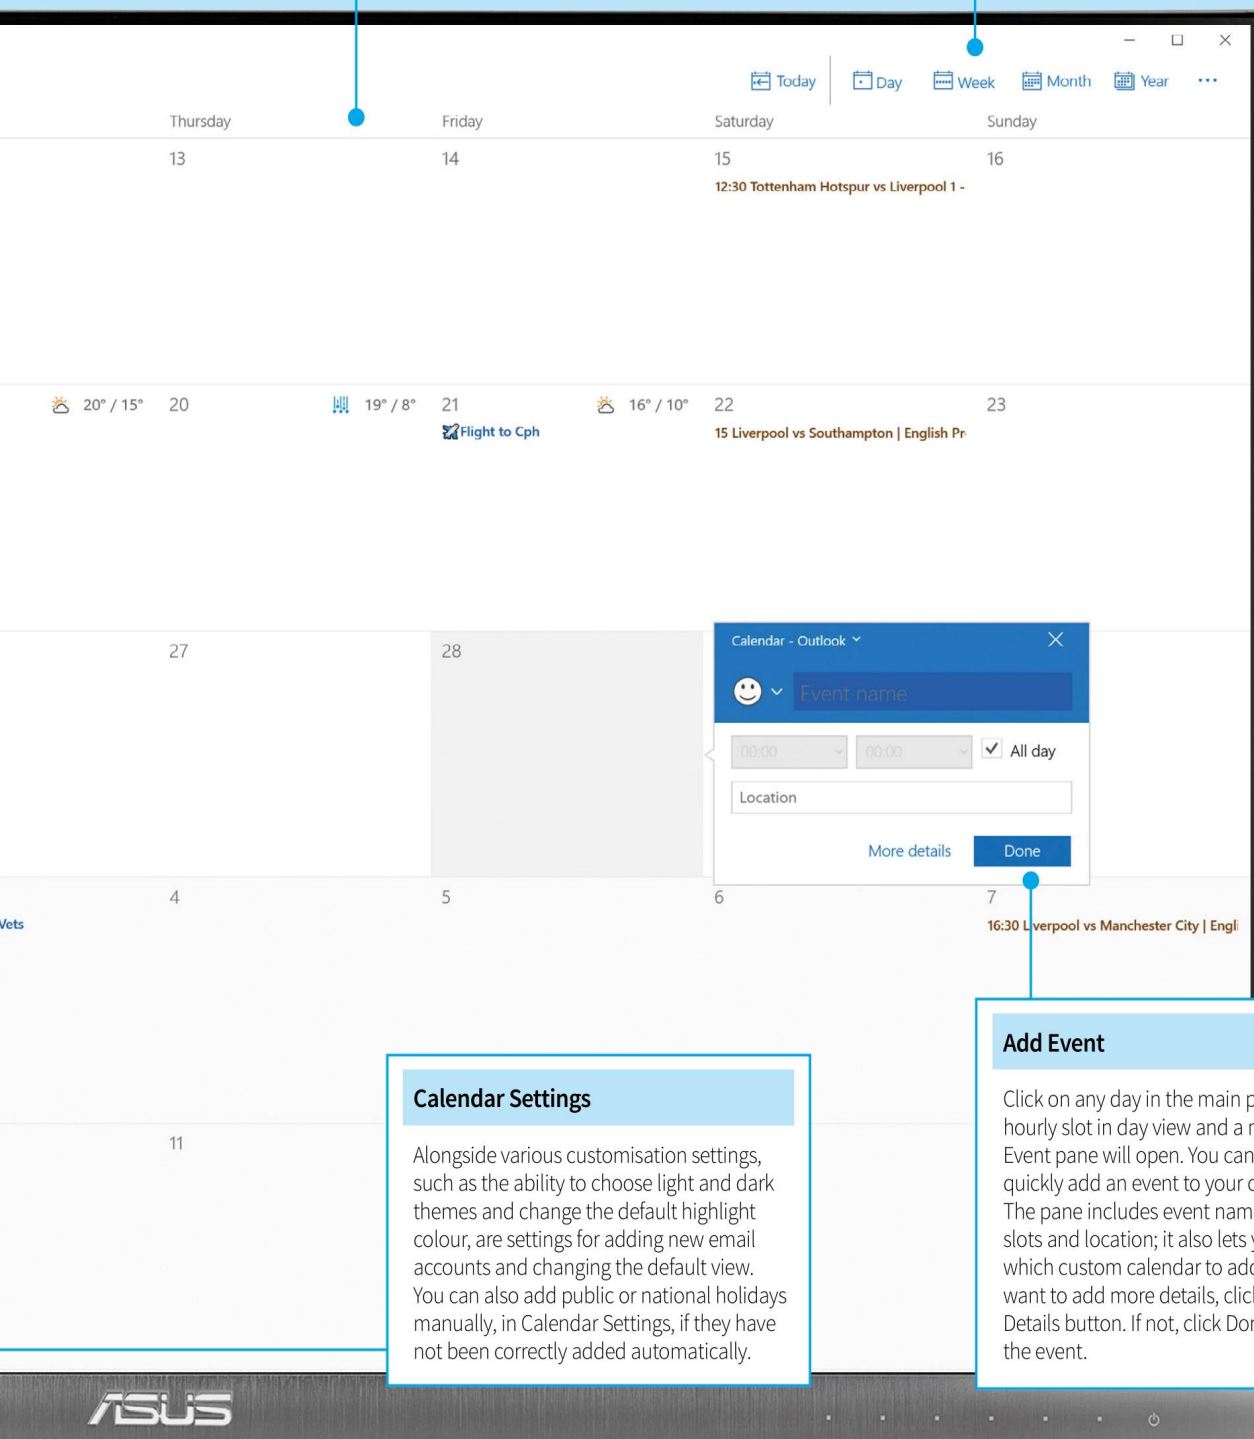 Today Day Week Month Year
Thursday Friday Saturday Sunday
13 14 15 16
12:30 Tottenham Hotspur vs Liverpool 1 -
20° / 15° 20 19° / 8° 21 16° / 10° 22 23
Flight to Cph 15 Liverpool vs Southampton | English Pr
27 28
Calendar - Outlook
Event name
00:00 00:00 All day
Location
More details Done
4 5 6 7
Vets 16:30 Liverpool vs Manchester City | Engl
11
Calendar Settings
Alongside various customisation settings,
such as the ability to choose light and dark
themes and change the default highlight
colour, are settings for adding new email
accounts and changing the default view.
You can also add public or national holidays
manually, in Calendar Settings, if they have
not been correctly added automatically.
Add Event
Click on any day in the main p
hourly slot in day view and a n
Event pane will open. You can
quickly add an event to your c
The pane includes event nam
slots and location; it also lets y
which custom calendar to add
want to add more details, click
Details button. If not, click Don
the event.
ASUS